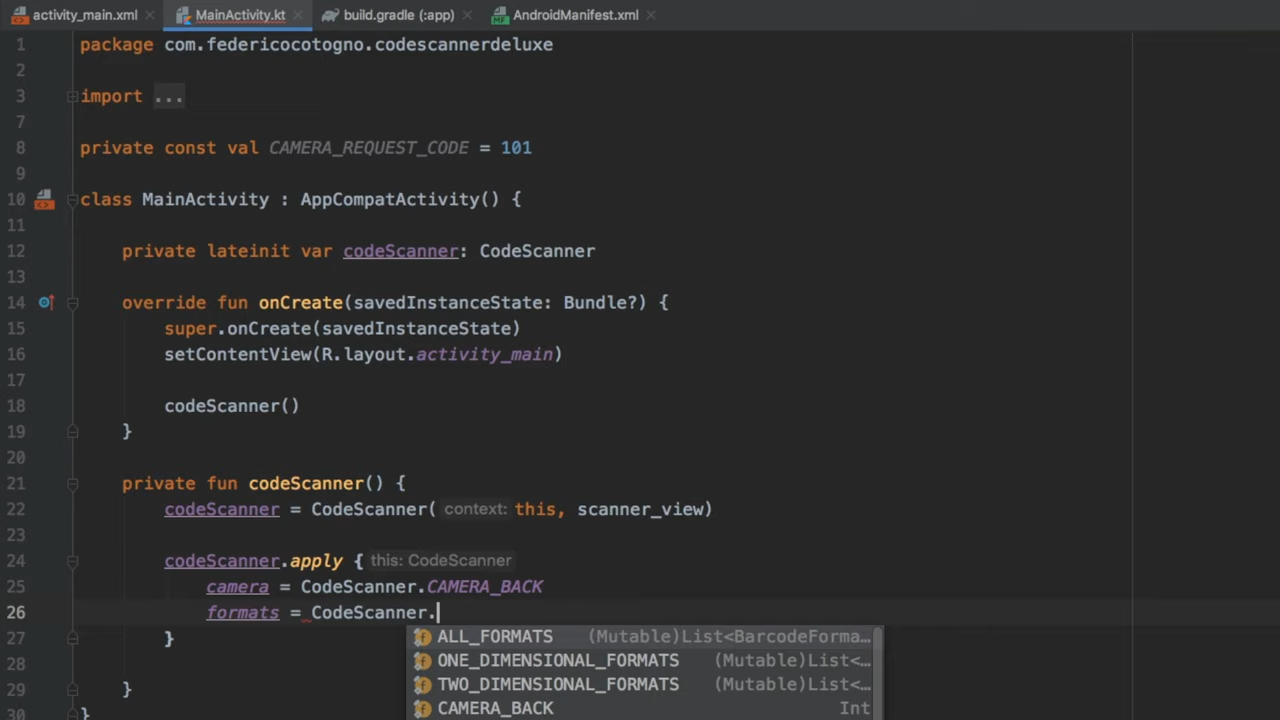 activity_main.xml MainActivity.kt build.gradle (:app) AndroidManifest.xml
1 package com.federicocotogno.codescannerdeluxe
2
3 import ...
7
8 private const val CAMERA_REQUEST_CODE = 101
9
10 class MainActivity : AppCompatActivity() {
11
12 private lateinit var codeScanner: CodeScanner
13
14 override fun onCreate(savedInstanceState: Bundle?) {
15 super.onCreate(savedInstanceState)
16 setContentView(R.layout.activity_main)
17
18 codeScanner()
19 }
20
21 private fun codeScanner() {
22 codeScanner = CodeScanner( context: this, scanner_view)
23
24 codeScanner.apply { this: CodeScanner
25 camera = CodeScanner.CAMERA_BACK
26 formats = CodeScanner.
ALL_FORMATS (Mutable)List<BarcodeForma...
27 }
ONE_DIMENSIONAL_FORMATS (Mutable)List<...
28
TWO_DIMENSIONAL_FORMATS (Mutable)List<...
29 }
CAMERA_BACK Int
30 }